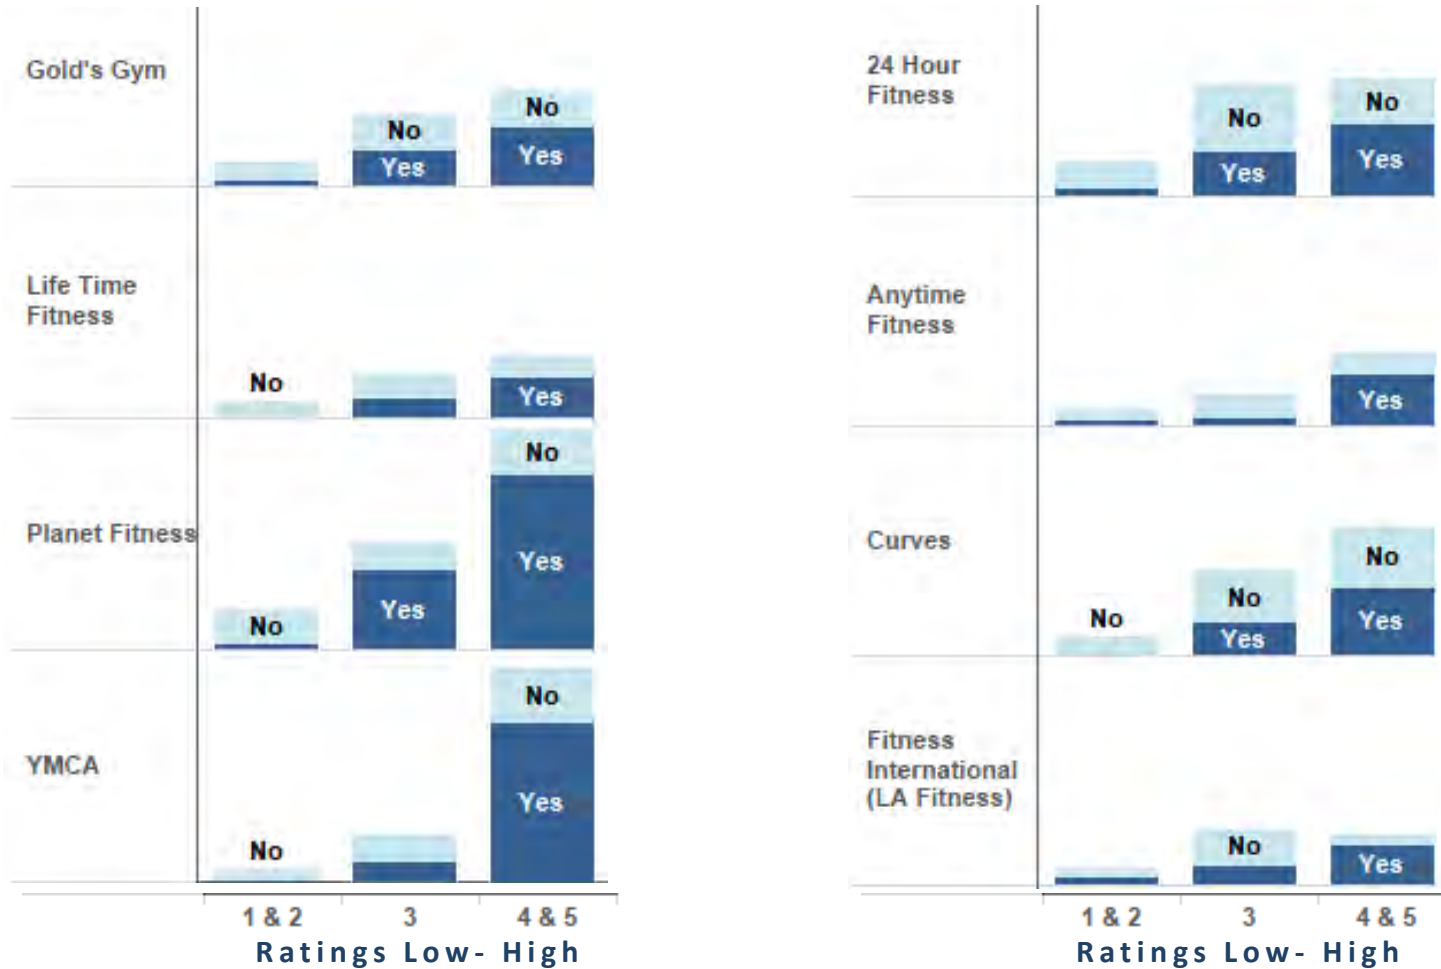 Gold's Gym
No
Yes
No
Yes
Life Time
Fitness
No
Yes
Planet Fitness
No
Yes
No
Yes
YMCA
No
No
Yes
1 & 2
3
4 & 5
Ratings Low- High
24 Hour
Fitness
No
Yes
No
Yes
Anytime
Fitness
Yes
Curves
No
No
Yes
No
Yes
Fitness
International
(LA Fitness)
No
Yes
1 & 2
3
4 & 5
Ratings Low- High